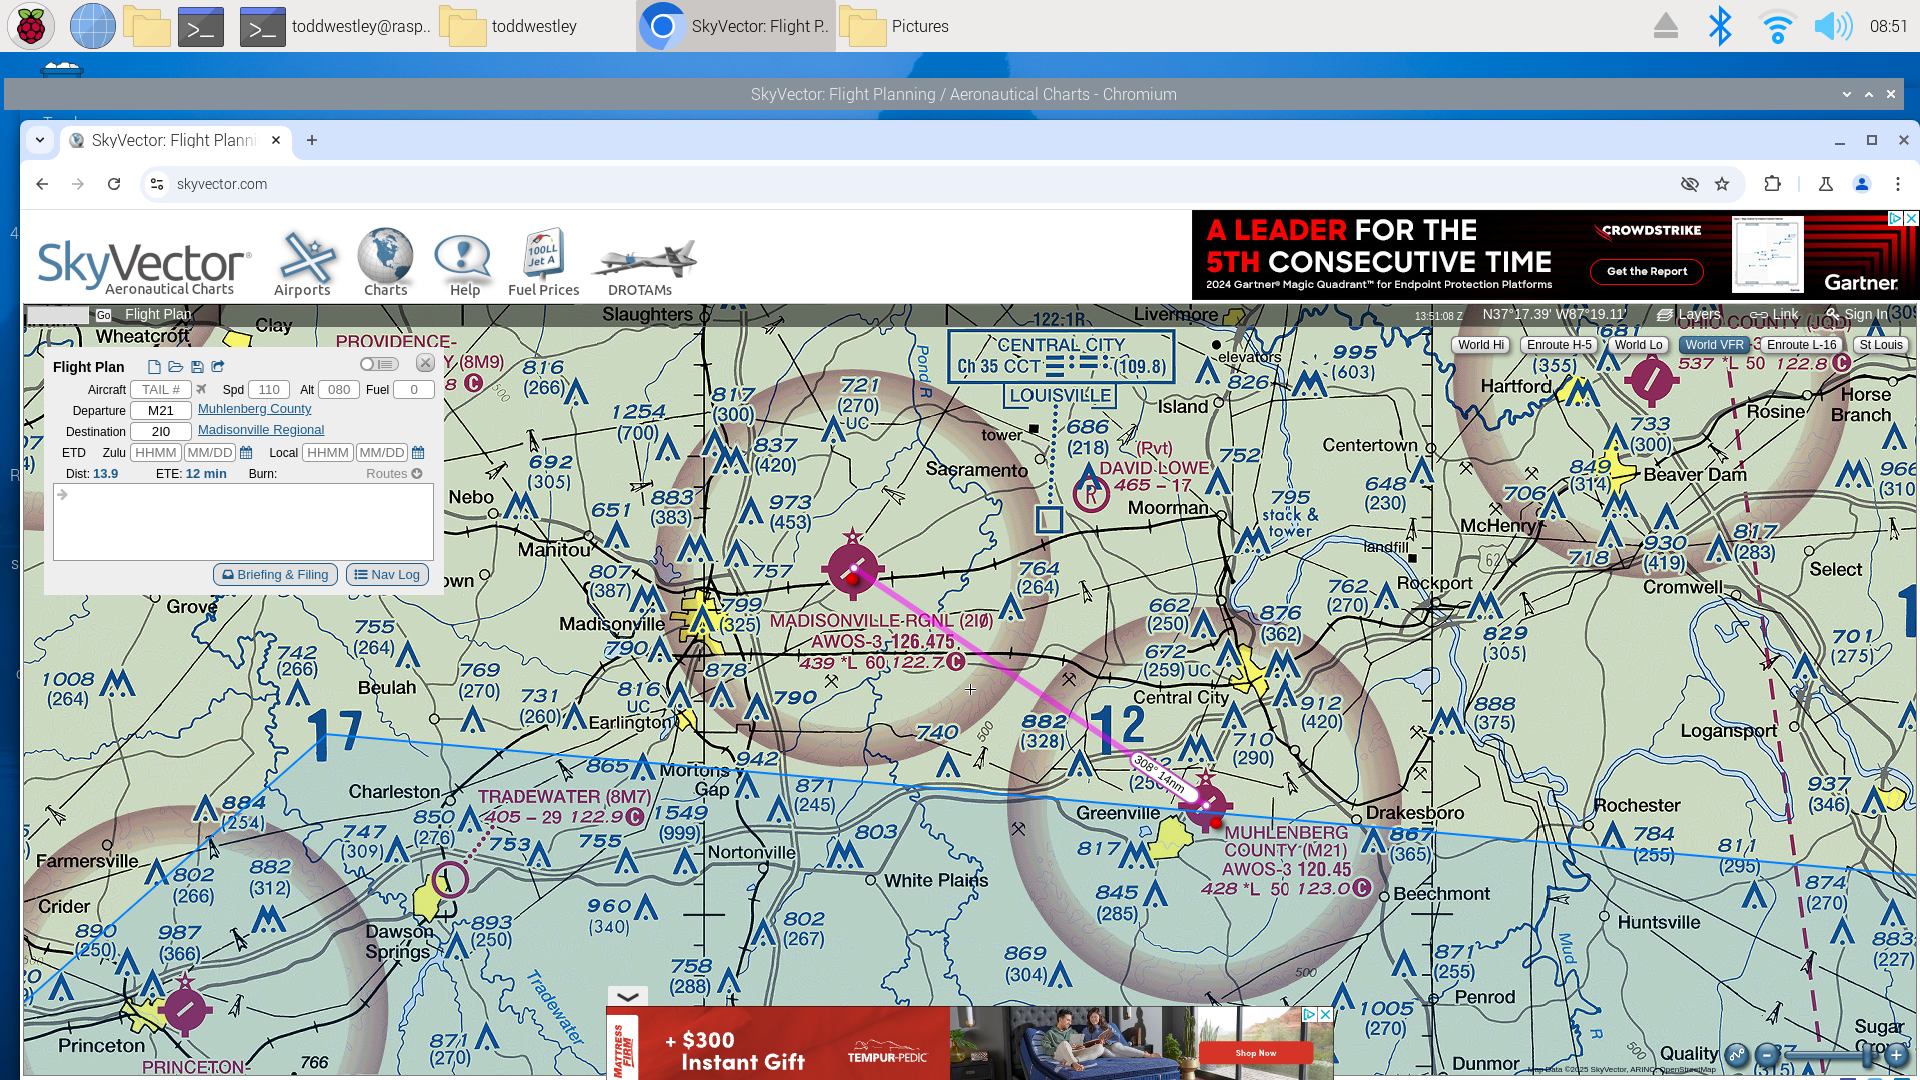 toddwestley@rasp..
toddwestley
SkyVector: Flight P..
Pictures
08:51
SkyVector: Flight Planning / Aeronautical Charts - Chromium
SkyVector: Flight Planni
skyvector.com
SkyVector
Aeronautical Charts
100LL
Jet A
Airports
Charts
Help
Fuel Prices
DROTAMs
A LEADER FOR THE
5TH CONSECUTIVE TIME
2024 Gartner® Magic Quadrant™ for Endpoint Protection Platforms
CROWDSTRIKE
Get the Report
Gartner
Go
Flight Plan
13:51:08 Z
N37°17.39' W87°19.11'
Layers
Link
Sign In
World Hi
Enroute H-5
World Lo
World VFR
Enroute L-16
St Louis
Flight Plan
Aircraft TAIL # Spd 110 Alt 080 Fuel 0
Departure M21 Muhlenberg County
Destination 2I0 Madisonville Regional
ETD Zulu HHMM MM/DD Local HHMM MM/DD
Dist: 13.9 ETE: 12 min Burn: Routes
Briefing & Filing
Nav Log
Wheatcroft
Clay
Slaughters
Livermore
PROVIDENCE-
816
(266)
1254
(700)
692
(305)
Nebo
651
Manitou
807
(387)
883
(383)
817
(300)
721
(270)
UC
837
(420)
973
(453)
757
122.1R
CENTRAL CITY
Ch 35 CCT (109.8)
LOUISVILLE
Pond R
elevators
826
995
(603)
Island
tower
686
(218)
Sacramento
(Pvt)
DAVID LOWE
465 – 17
R
Moorman
752
795
stack &
tower
648
(230)
Centertown
681
(355)
OHIO COUNTY (JQD)
537 *L 50 122.8 C
Hartford
Rosine
Horse
Branch
733
(300)
849
(314)
Beaver Dam
966
(310
706
McHenry
62
718
930
(419)
817
(283)
Cromwell
Select
landfill
Rockport
762
(270)
764
(264)
662
(250)
876
(362)
829
(305)
701
(275)
Grove
755
(264)
742
(266)
1008
(264)
Beulah
Madisonville
799
(325)
790
878
790
MADISONVILLE RGNL (2I0)
AWOS-3 126.475
439 *L 60 122.7 C
769
(270)
731
(260)
816
UC
Earlington
17
740
500
882
(328)
12
672
(259) UC
Central City
912
(420)
710
(290)
888
(375)
Logansport
937
(346)
308° 14nm
865
Mortons
Gap
942
871
(245)
Charleston
TRADEWATER (8M7)
405 – 29 122.9 C
884
(254)
850
(276)
747
(309)
753
755
1549
(999)
Nortonville
803
White Plains
Greenville
817
MUHLENBERG
COUNTY (M21)
AWOS-3 120.45
428 *L 50 123.0 C
Drakesboro
867
(365)
Beechmont
Rochester
784
(255)
811
(295)
874
(270)
Huntsville
Farmersville
802
(266)
882
(312)
Crider
890
(250)
987
(366)
Dawson
Springs
893
(250)
960
(340)
802
(267)
845
(285)
869
(304)
500
871
(255)
883
(227)
Mud
R
758
(288)
Tradewater
Penrod
1005
(270)
Princeton
PRINCETON-
766
871
(270)
500
Dunmor
Quality
Sugar
MATTRESS FIRM
+ $300
Instant Gift
TEMPUR-PEDIC
Shop Now
Map Data ©2025 SkyVector, ARINC, OpenStreetMap